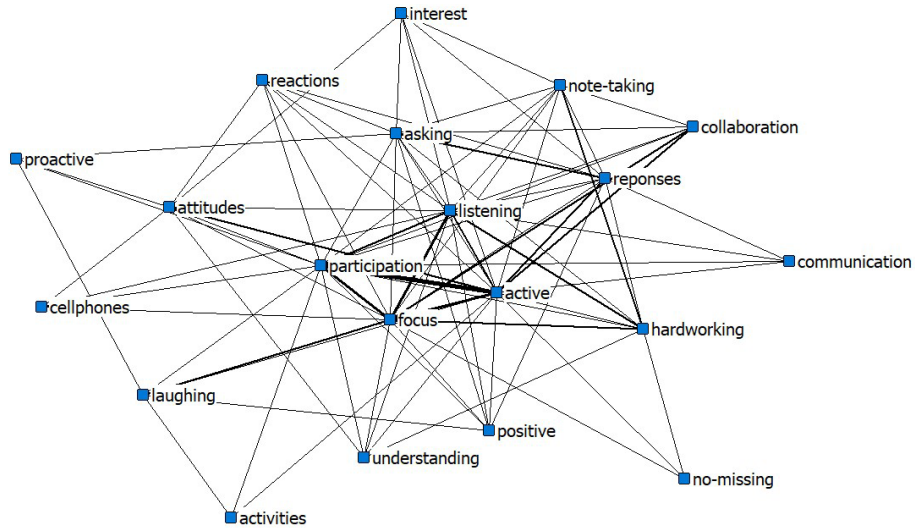 interest
reactions
note-taking
collaboration
asking
proactive
reponses
attitudes
listening
participation
communication
active
cellphones
focus
hardworking
laughing
positive
understanding
no-missing
activities